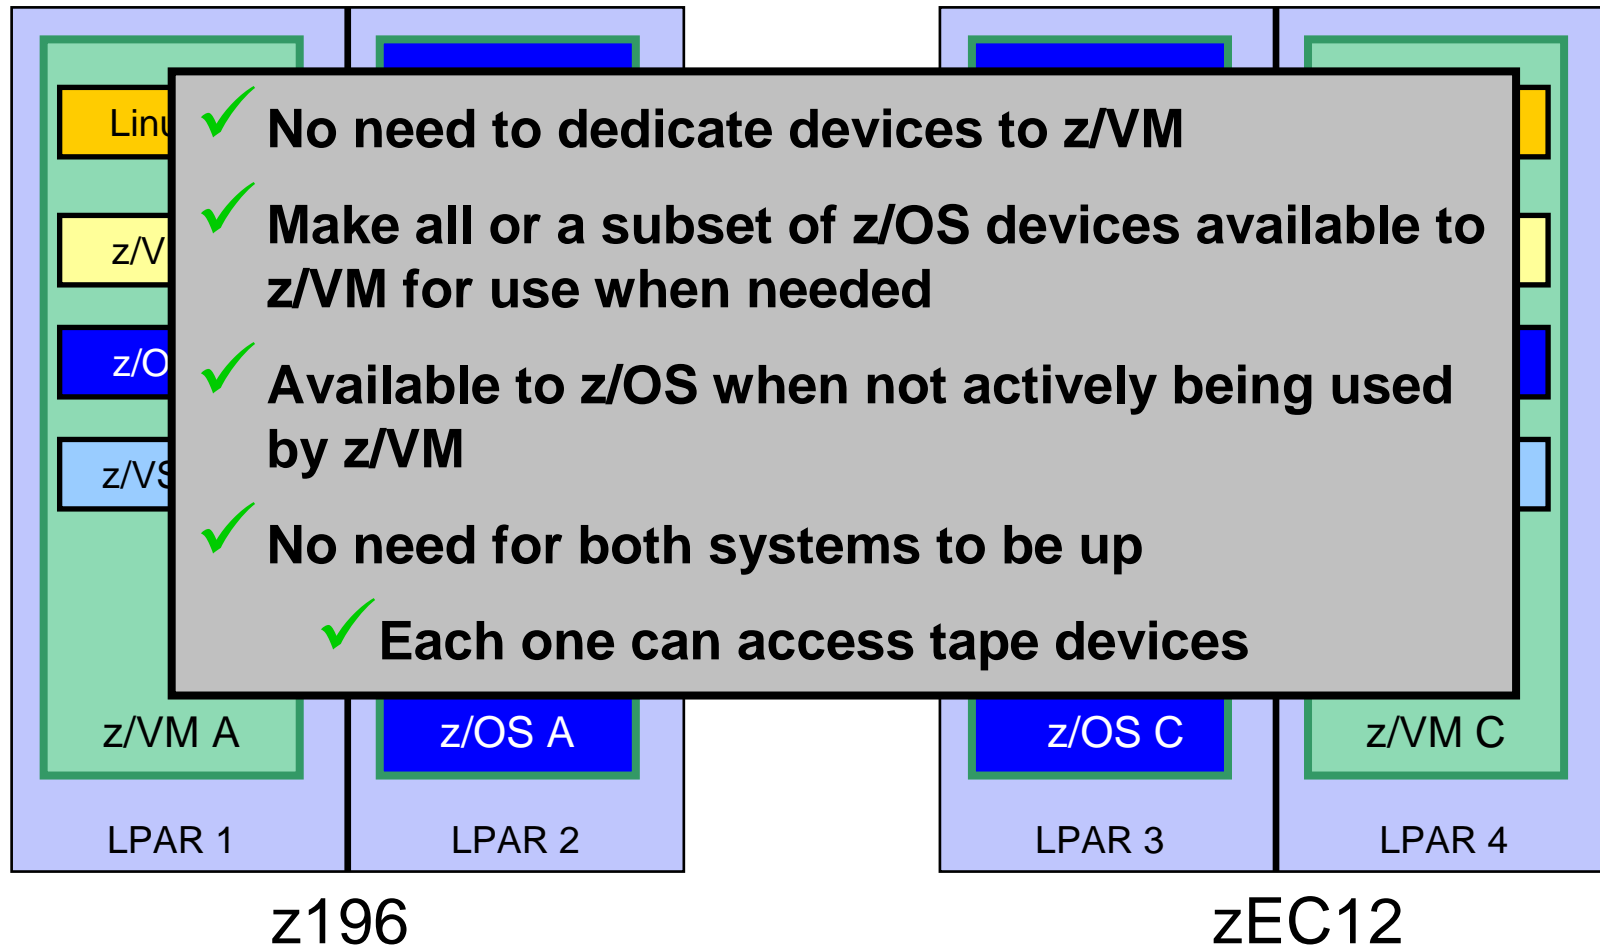 No need to dedicate devices to z/VM
Make all or a subset of z/OS devices available to
z/VM for use when needed
Available to z/OS when not actively being used
by z/VM
No need for both systems to be up
Each one can access tape devices
z/VM A
z/OS A
z/OS C
z/VM C
LPAR 1
LPAR 2
LPAR 3
LPAR 4
z196
zEC12